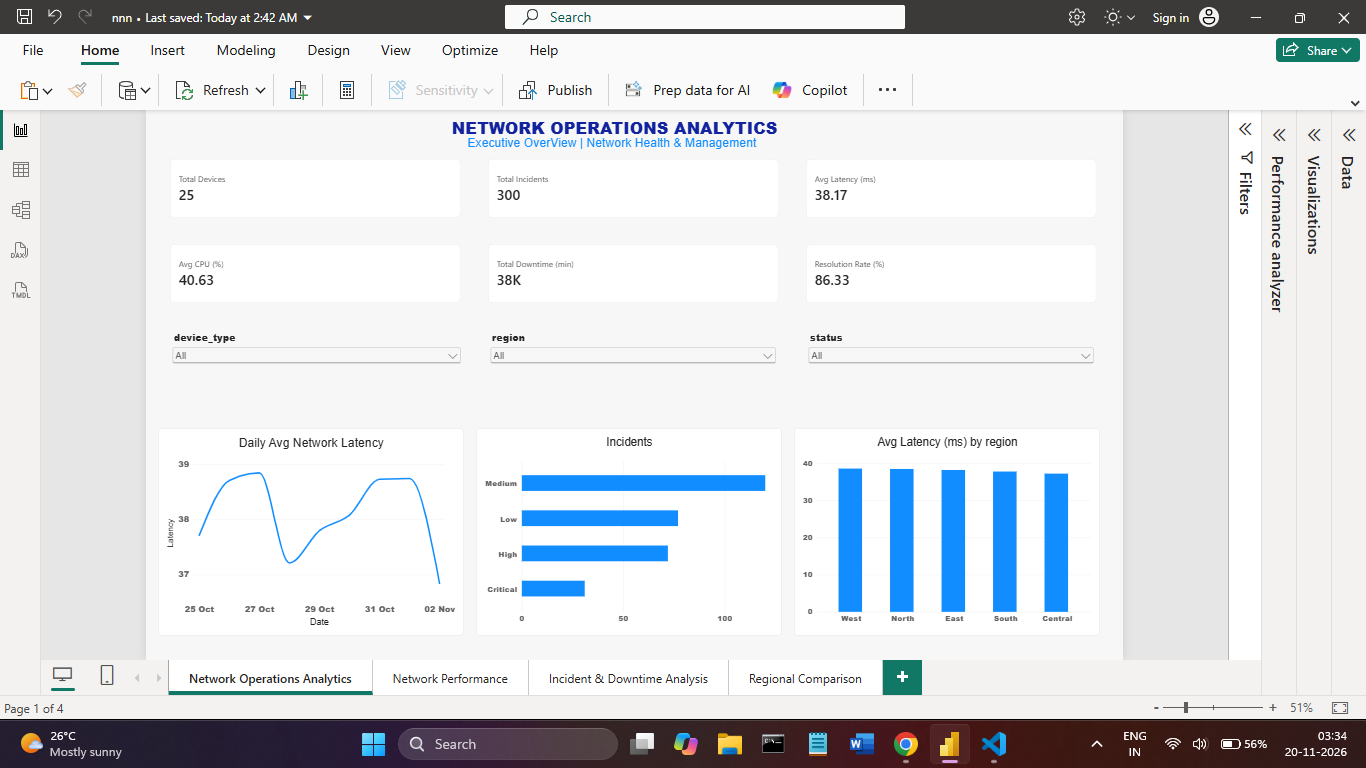 nnn • Last saved: Today at 2:42 AM
Search
Sign in
File Home Insert Modeling Design View Optimize Help
Share
Refresh
Sensitivity
Publish
Prep data for AI
Copilot
DAX
TMDL
NETWORK OPERATIONS ANALYTICS
Executive OverView | Network Health & Management
Total Devices
25
Total Incidents
300
Avg Latency (ms)
38.17
Avg CPU (%)
40.63
Total Downtime (min)
38K
Resolution Rate (%)
86.33
device_type
All
region
All
status
All
Daily Avg Network Latency
39
38
37
Latency
25 Oct 27 Oct 29 Oct 31 Oct 02 Nov
Date
Incidents
Medium
Low
High
Critical
0 50 100
Avg Latency (ms) by region
40
30
20
10
0
West North East South Central
Filters
Performance analyzer
Visualizations
Data
Network Operations Analytics
Network Performance
Incident & Downtime Analysis
Regional Comparison
+
Page 1 of 4
- + 51%
26°C
Mostly sunny
Search
ENG
IN
56%
03:34
20-11-2026